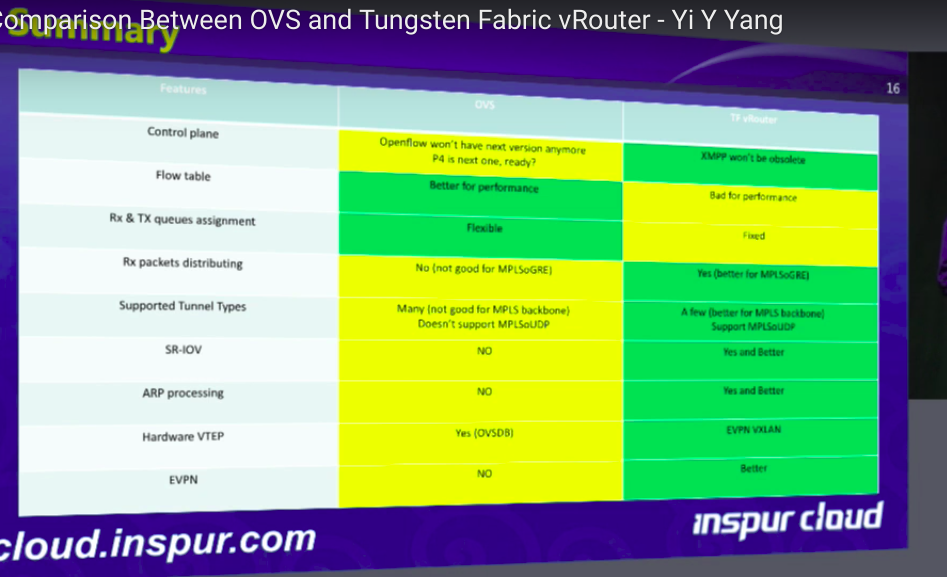 Comparison Between OVS and Tungsten Fabric vRouter - Yi Y Yang
Summary
16
Features
OVS
TF vRouter
Control plane
Openflow won't have next version anymore
P4 is next one, ready?
XMPP won't be obsolete
Flow table
Better for performance
Bad for performance
Rx & TX queues assignment
Flexible
Fixed
Rx packets distributing
No (not good for MPLSoGRE)
Yes (better for MPLSoGRE)
Supported Tunnel Types
Many (not good for MPLS backbone)
Doesn't support MPLSoUDP
A few (better for MPLS backbone)
Support MPLSoUDP
SR-IOV
NO
Yes and Better
ARP processing
NO
Yes and Better
Hardware VTEP
Yes (OVSDB)
EVPN VXLAN
EVPN
NO
Better
cloud.inspur.com
inspur cloud